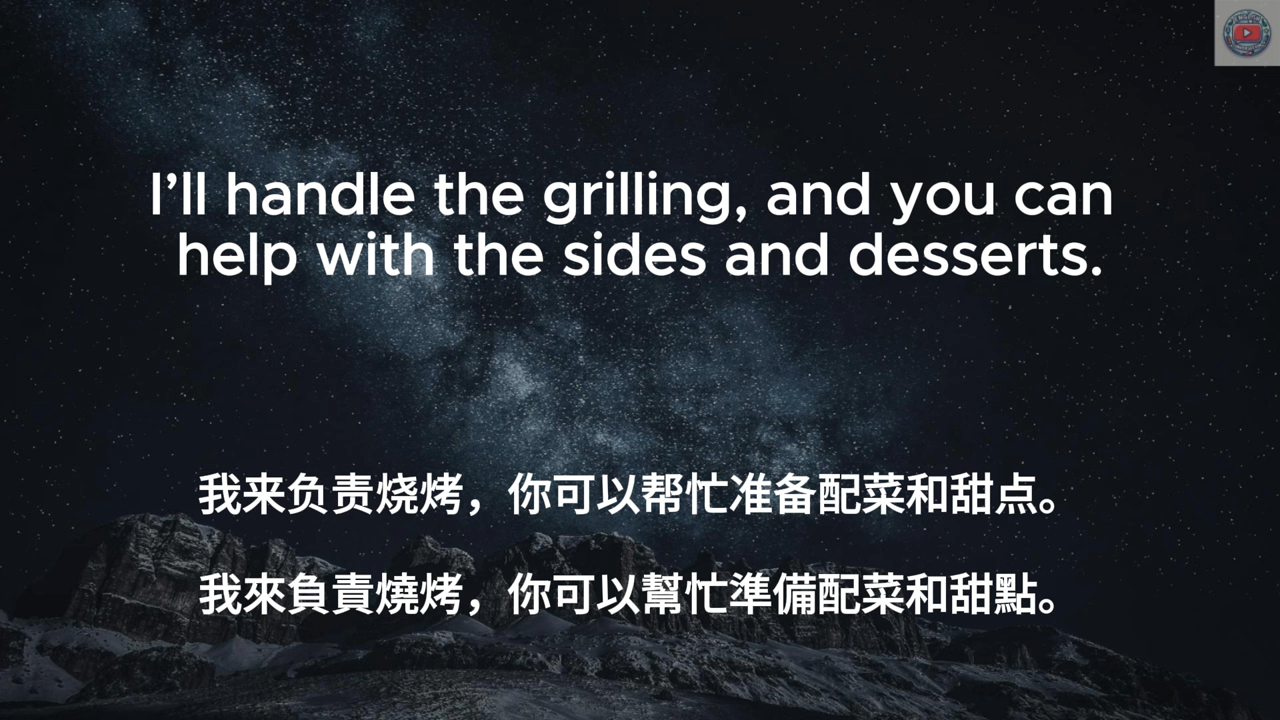 I’ll handle the grilling, and you can
help with the sides and desserts.
我来负责烧烤，你可以帮忙准备配菜和甜点。
我來負責燒烤，你可以幫忙準備配菜和甜點。